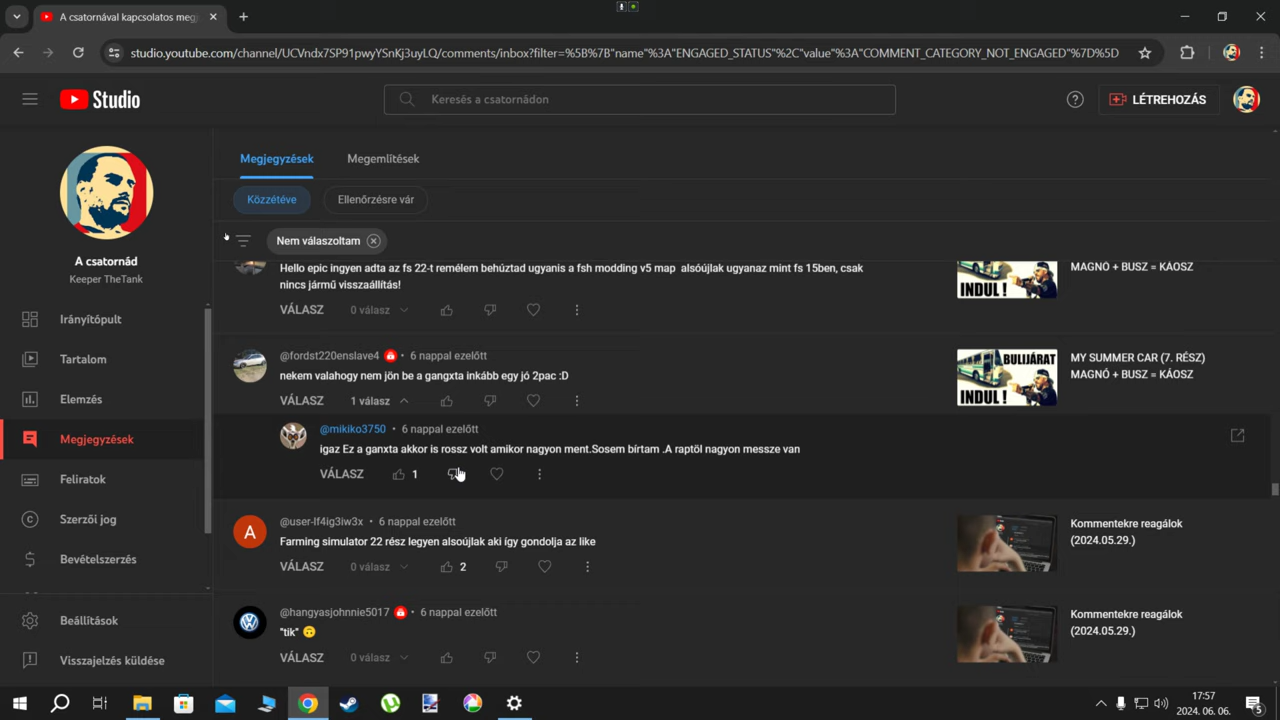 A csatornával kapcsolatos megj
studio.youtube.com/channel/UCVndx7SP91pwyYSnKj3uyLQ/comments/inbox?filter=%5B%7B"name"%3A"ENGAGED_STATUS"%2C"value"%3A"COMMENT_CATEGORY_NOT_ENGAGED"%7D%5D
Studio
Keresés a csatornádon
LÉTREHOZÁS
A csatornád
Keeper TheTank
Irányítópult
Tartalom
Elemzés
Megjegyzések
Feliratok
Szerzői jog
Bevételszerzés
Beállítások
Visszajelzés küldése
Megjegyzések
Megemlítések
Közzétéve
Ellenőrzésre vár
Nem válaszoltam
Hello epic ingyen adta az fs 22-t remélem behúztad ugyanis a fsh modding v5 map alsóújlak ugyanaz mint fs 15ben, csak
nincs jármű visszaállítás!
VÁLASZ 0 válasz
INDUL !
MAGNÓ + BUSZ = KÁOSZ
@fordst220enslave4 • 6 nappal ezelőtt
nekem valahogy nem jön be a gangxta inkább egy jó 2pac :D
VÁLASZ 1 válasz
BULIJÁRAT
INDUL !
MY SUMMER CAR (7. RÉSZ)
MAGNÓ + BUSZ = KÁOSZ
@mikiko3750 • 6 nappal ezelőtt
igaz Ez a ganxta akkor is rossz volt amikor nagyon ment.Sosem bírtam .A raptöl nagyon messze van
VÁLASZ 1
A
@user-lf4ig3iw3x • 6 nappal ezelőtt
Farming simulator 22 rész legyen alsoújlak aki így gondolja az like
VÁLASZ 0 válasz 2
Kommentekre reagálok
(2024.05.29.)
@hangyasjohnnie5017 • 6 nappal ezelőtt
"tik" 🙃
VÁLASZ 0 válasz
Kommentekre reagálok
(2024.05.29.)
17:57
2024. 06. 06.
5